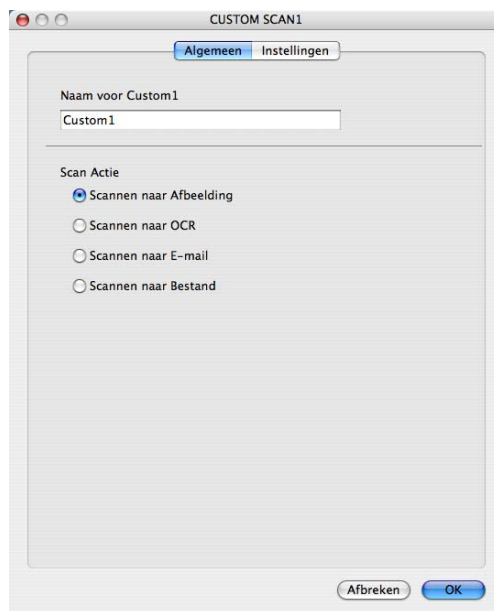 CUSTOM SCAN1
Algemeen Instellingen
Naam voor Custom1
Custom1
Scan Actie
Scannen naar Afbeelding
Scannen naar OCR
Scannen naar E-mail
Scannen naar Bestand
Afbreken OK